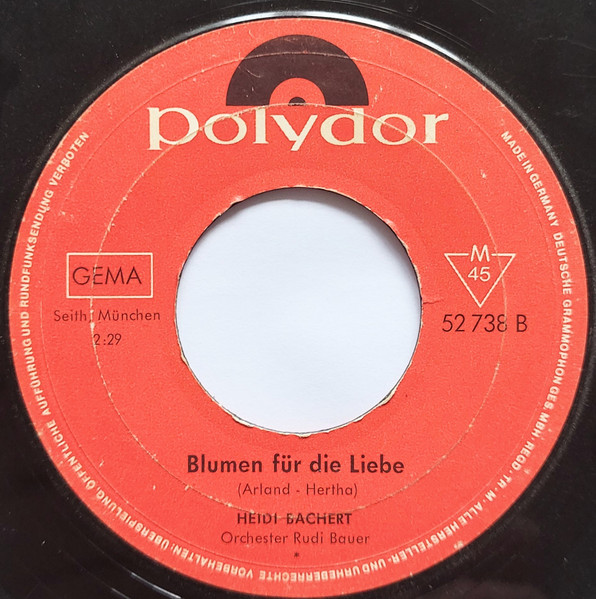 polydor
GEMA
Seith, München
2:29
M
45
52 738 B
Blumen für die Liebe
(Arland - Hertha)
HEIDI BACHERT
Orchester Rudi Bauer
*
MADE IN GERMANY DEUTSCHE GRAMMOPHON GES. MBH. REGD. TR. M. ALLE HERSTELLER- UND URHEBERRECHTE VORBEHALTEN ÜBERSPIELUNG ÖFFENTLICHE AUFFÜHRUNG UND RUNDFUNKSENDUNG VERBOTEN